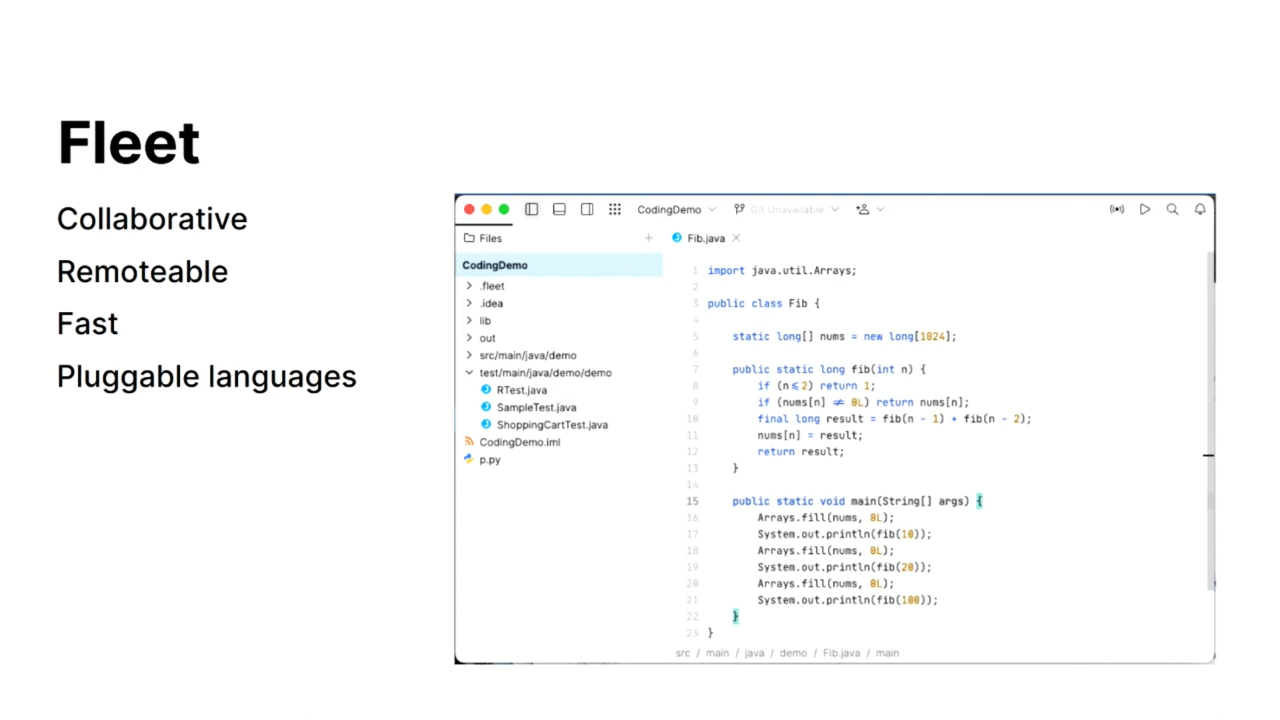 Fleet
Collaborative
Remoteable
Fast
Pluggable languages
CodingDemo
Git Unavailable
Files
Fib.java
CodingDemo
.fleet
.idea
lib
out
src/main/java/demo
test/main/java/demo/demo
RTest.java
SampleTest.java
ShoppingCartTest.java
CodingDemo.iml
p.py
1 import java.util.Arrays;
2
3 public class Fib {
4
5 static long[] nums = new long[1024];
6
7 public static long fib(int n) {
8 if (n ≤ 2) return 1;
9 if (nums[n] ≠ 0L) return nums[n];
10 final long result = fib(n - 1) + fib(n - 2);
11 nums[n] = result;
12 return result;
13 }
14
15 public static void main(String[] args) {
16 Arrays.fill(nums, 0L);
17 System.out.println(fib(10));
18 Arrays.fill(nums, 0L);
19 System.out.println(fib(20));
20 Arrays.fill(nums, 0L);
21 System.out.println(fib(100));
22 }
23 }
src / main / java / demo / Fib.java / main